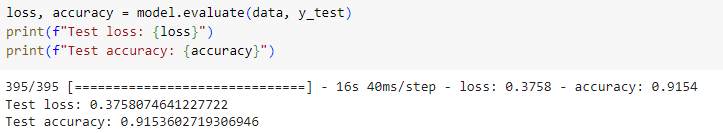 loss, accuracy = model.evaluate(data, y_test)
print(f"Test loss: {loss}")
print(f"Test accuracy: {accuracy}")
395/395 [==============================] - 16s 40ms/step - loss: 0.3758 - accuracy: 0.9154
Test loss: 0.3758074641227722
Test accuracy: 0.9153602719306946